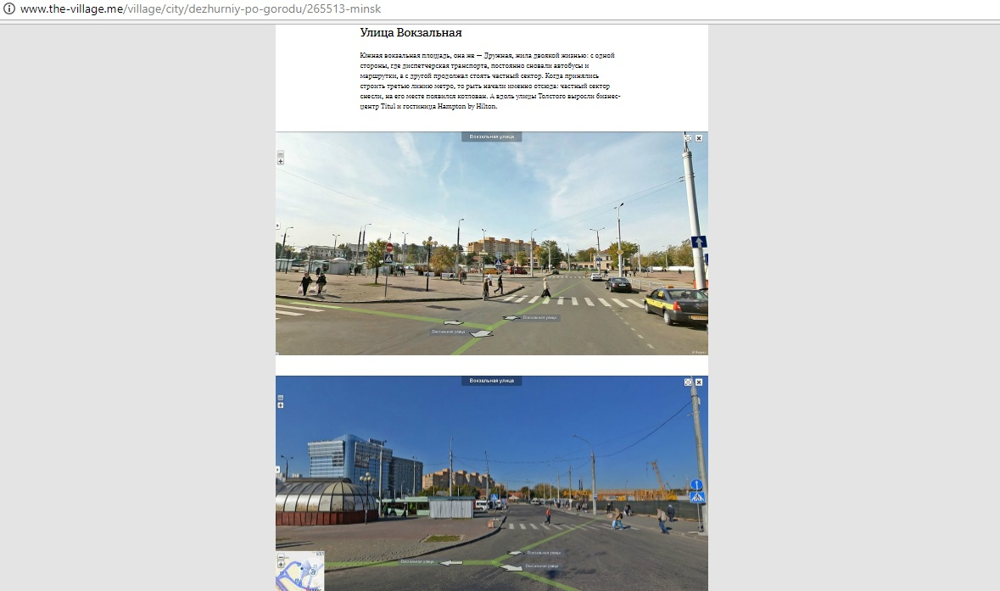 www.the-village.me/village/city/dezhurniy-po-gorodu/265513-minsk
Улица Вокзальная
Южная вокзальная площадь, она же — Дружная, жила двоякой жизнью: с одной
стороны, где диспетчерская транспорта, постоянно сновали автобусы и
маршрутки, а с другой продолжал стоять частный сектор. Когда принялись
строить третью линию метро, то рыть начали именно отсюда: частный сектор
снесли, на его месте появился котлован. А вдоль улицы Толстого выросли бизнес-
центр Titul и гостиница Hampton by Hilton.
Вокзальная улица
Вокзальная улица
Вокзальная улица
Вокзальная улица
Вокзальная улица
Вокзальная улица
Вокзальная улица